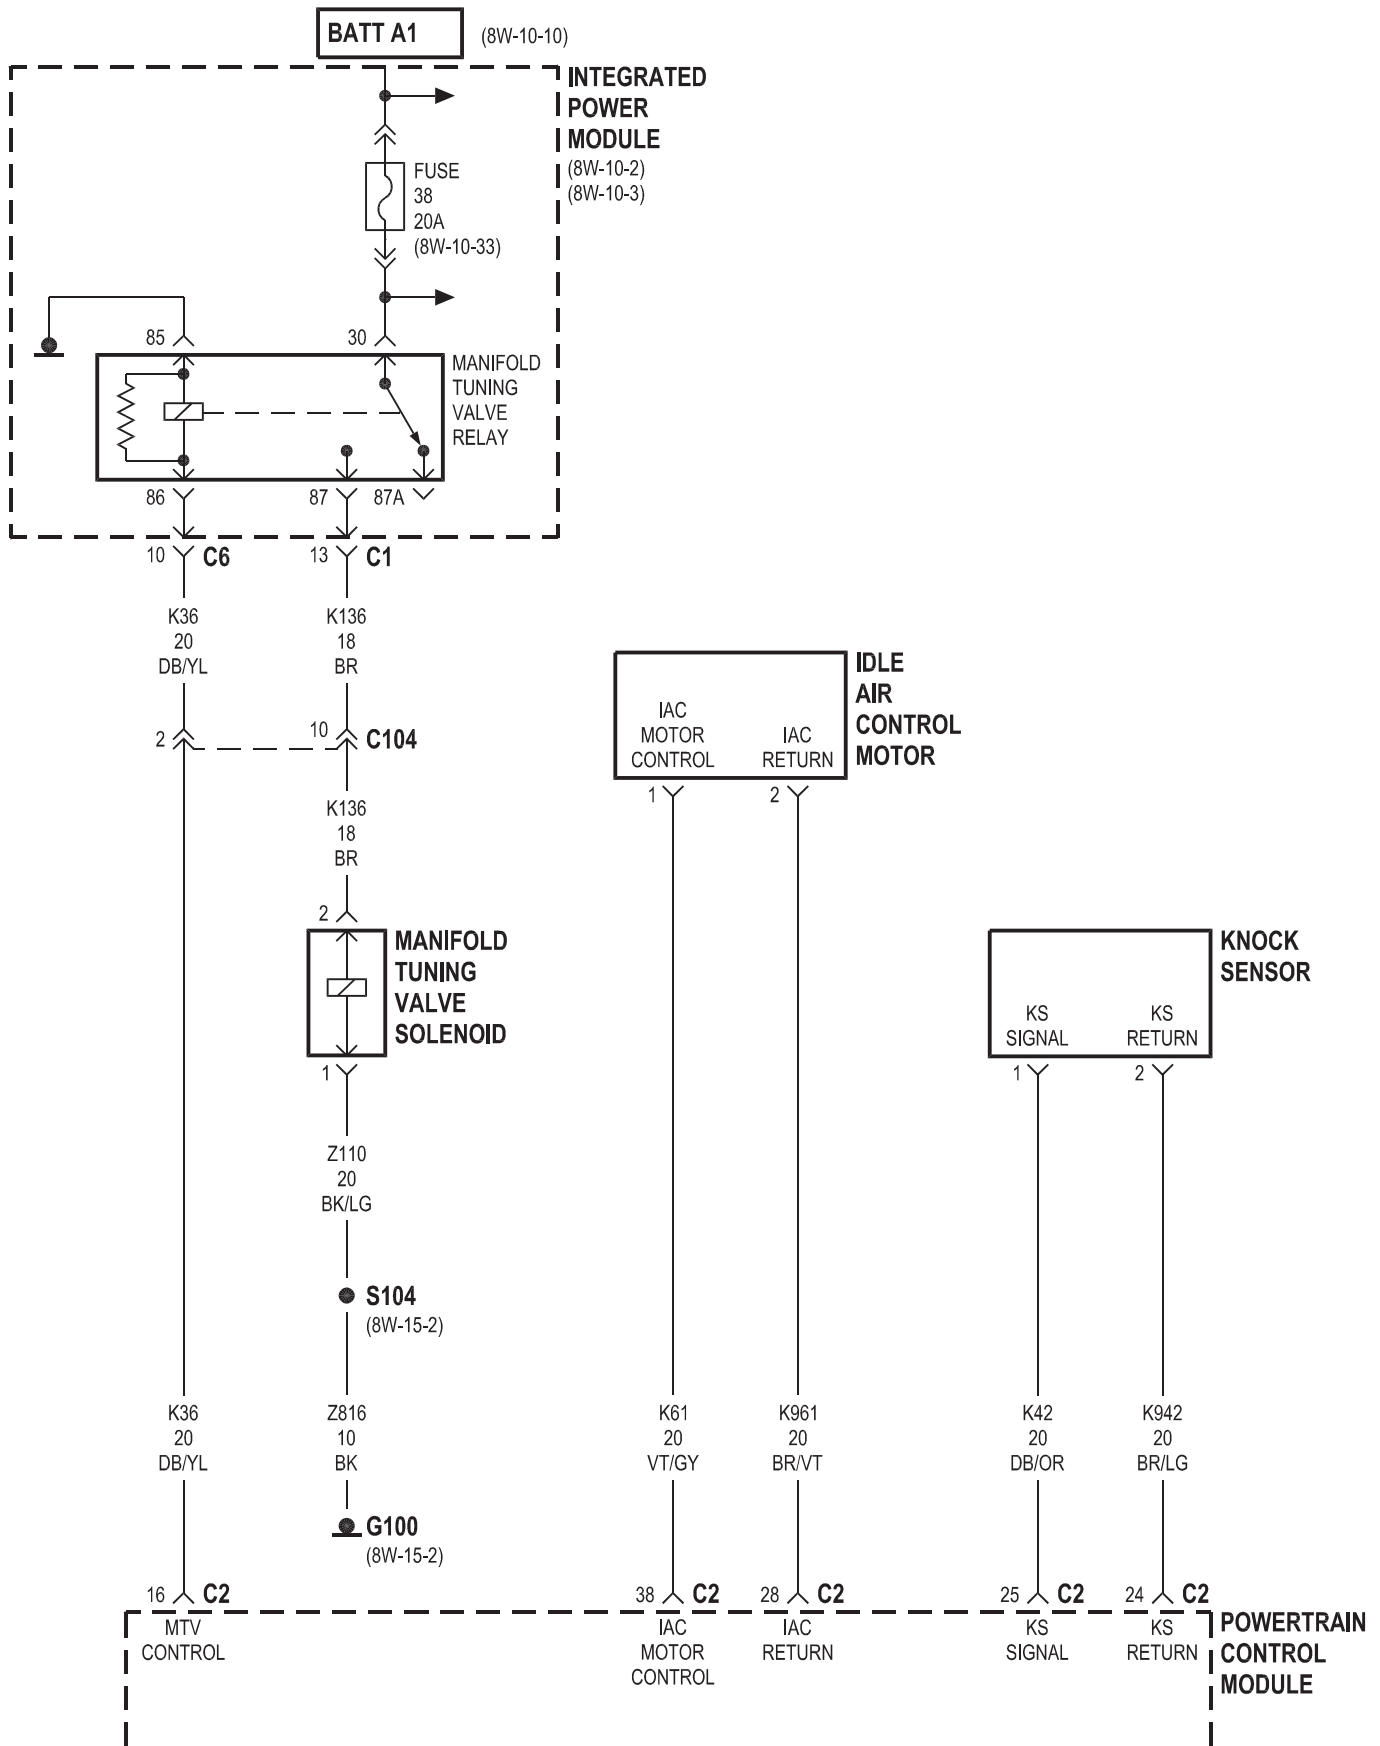 BATT A1
(8W-10-10)
INTEGRATED
POWER
MODULE
(8W-10-2)
(8W-10-3)
FUSE
38
20A
(8W-10-33)
85
30
MANIFOLD
TUNING
VALVE
RELAY
86
87
87A
10
C6
13
C1
K36
20
DB/YL
K136
18
BR
2
10
C104
K136
18
BR
2
MANIFOLD
TUNING
VALVE
SOLENOID
1
Z110
20
BK/LG
S104
(8W-15-2)
IDLE
AIR
CONTROL
MOTOR
IAC
MOTOR
CONTROL
IAC
RETURN
1
2
KNOCK
SENSOR
KS
SIGNAL
KS
RETURN
1
2
K36
20
DB/YL
Z816
10
BK
K61
20
VT/GY
K961
20
BR/VT
K42
20
DB/OR
K942
20
BR/LG
G100
(8W-15-2)
16
C2
38
C2
28
C2
25
C2
24
C2
MTV
CONTROL
IAC
MOTOR
CONTROL
IAC
RETURN
KS
SIGNAL
KS
RETURN
POWERTRAIN
CONTROL
MODULE